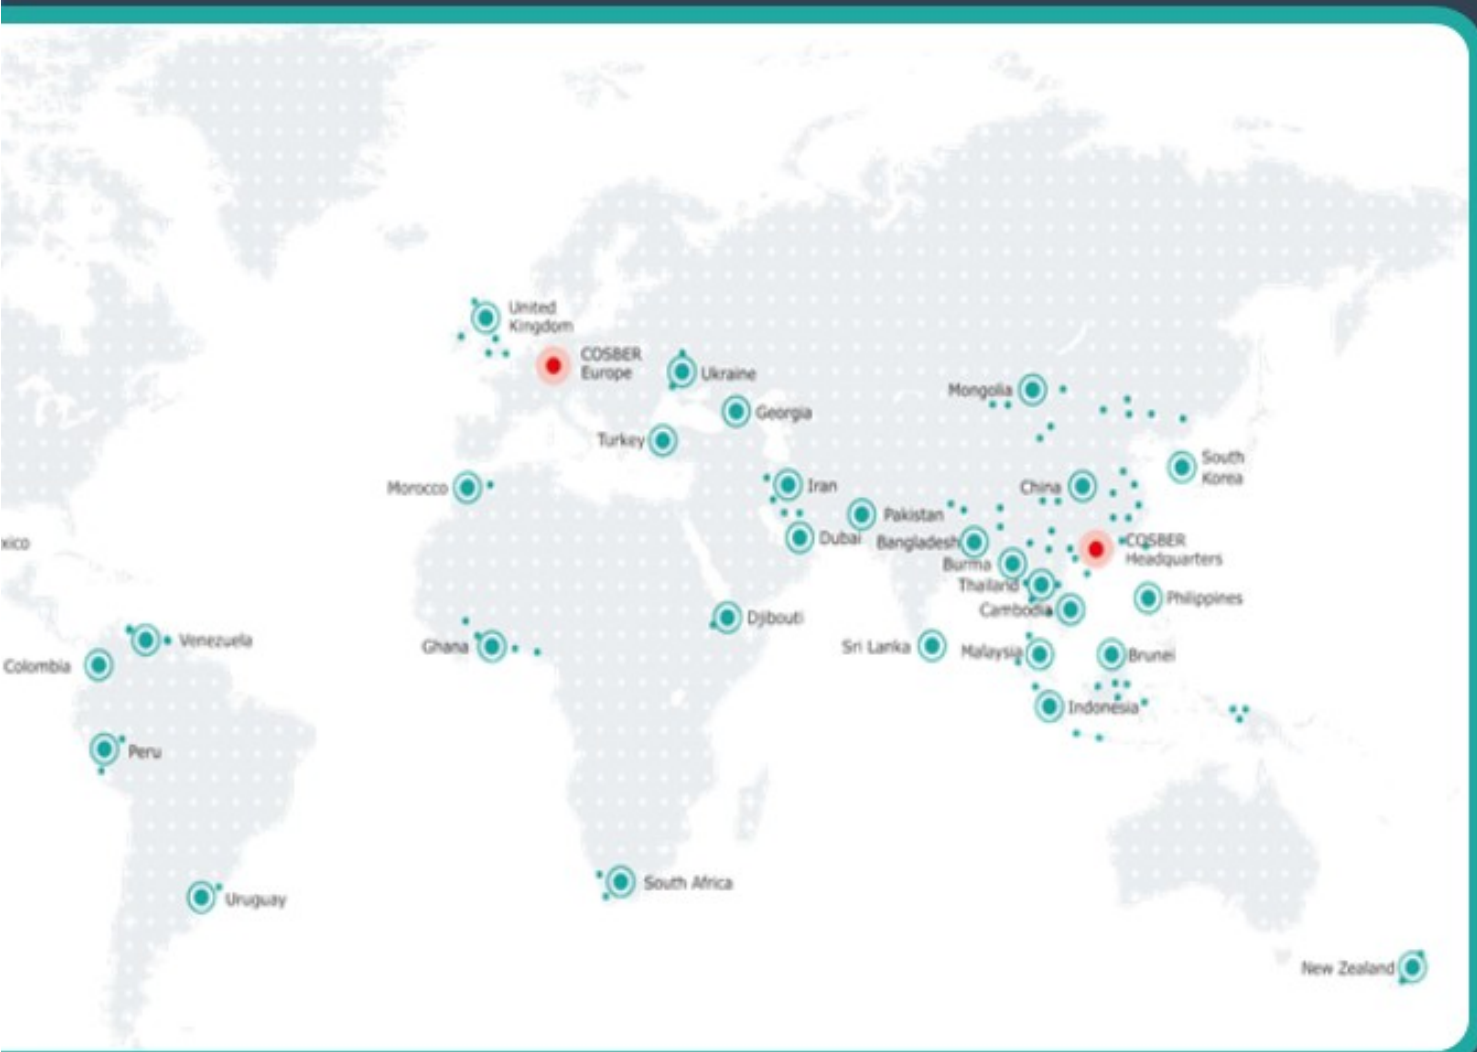 United
Kingdom
COSBER
Europe
Ukraine
Mongolia
Georgia
Turkey
South
Korea
Morocco
Iran
China
Pakistan
Dubai
Bangladesh
COSBER
Headquarters
xico
Burma
Thailand
Cambodia
Philippines
Djibouti
Venezuela
Ghana
Sri Lanka
Malaysia
Brunei
Colombia
Indonesia
Peru
South Africa
Uruguay
New Zealand